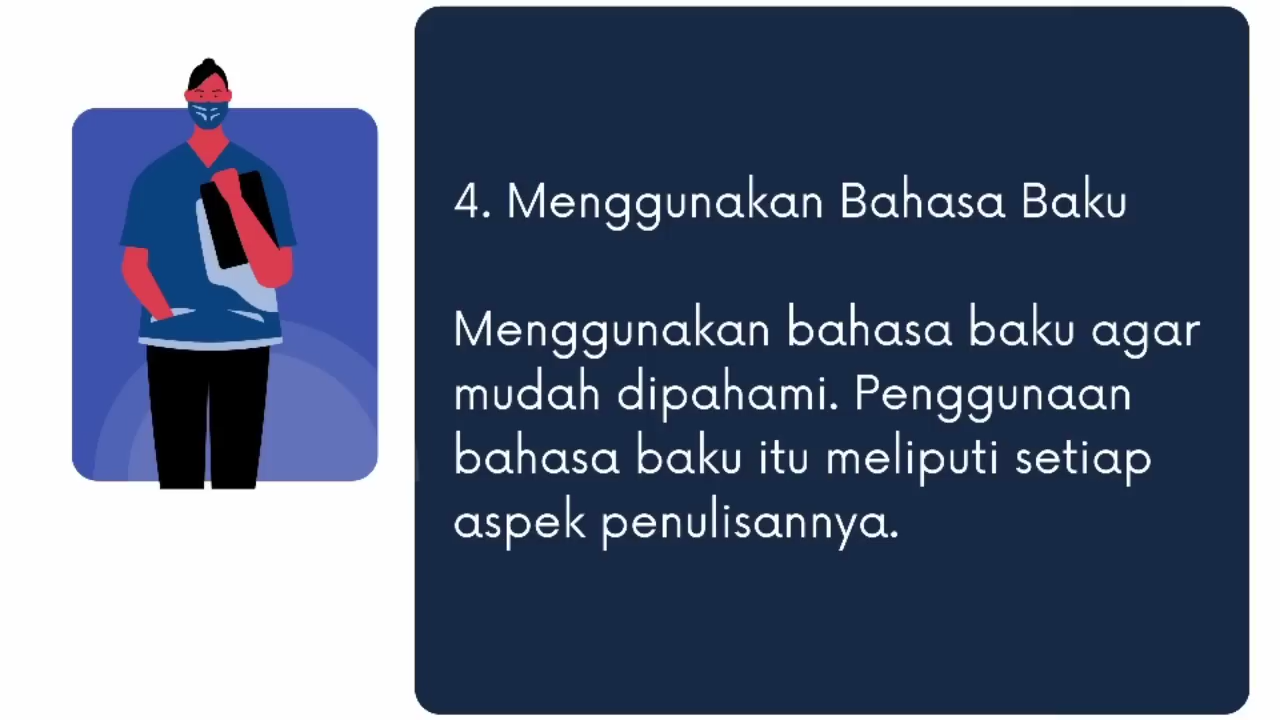 4. Menggunakan Bahasa Baku
Menggunakan bahasa baku agar
mudah dipahami. Penggunaan
bahasa baku itu meliputi setiap
aspek penulisannya.